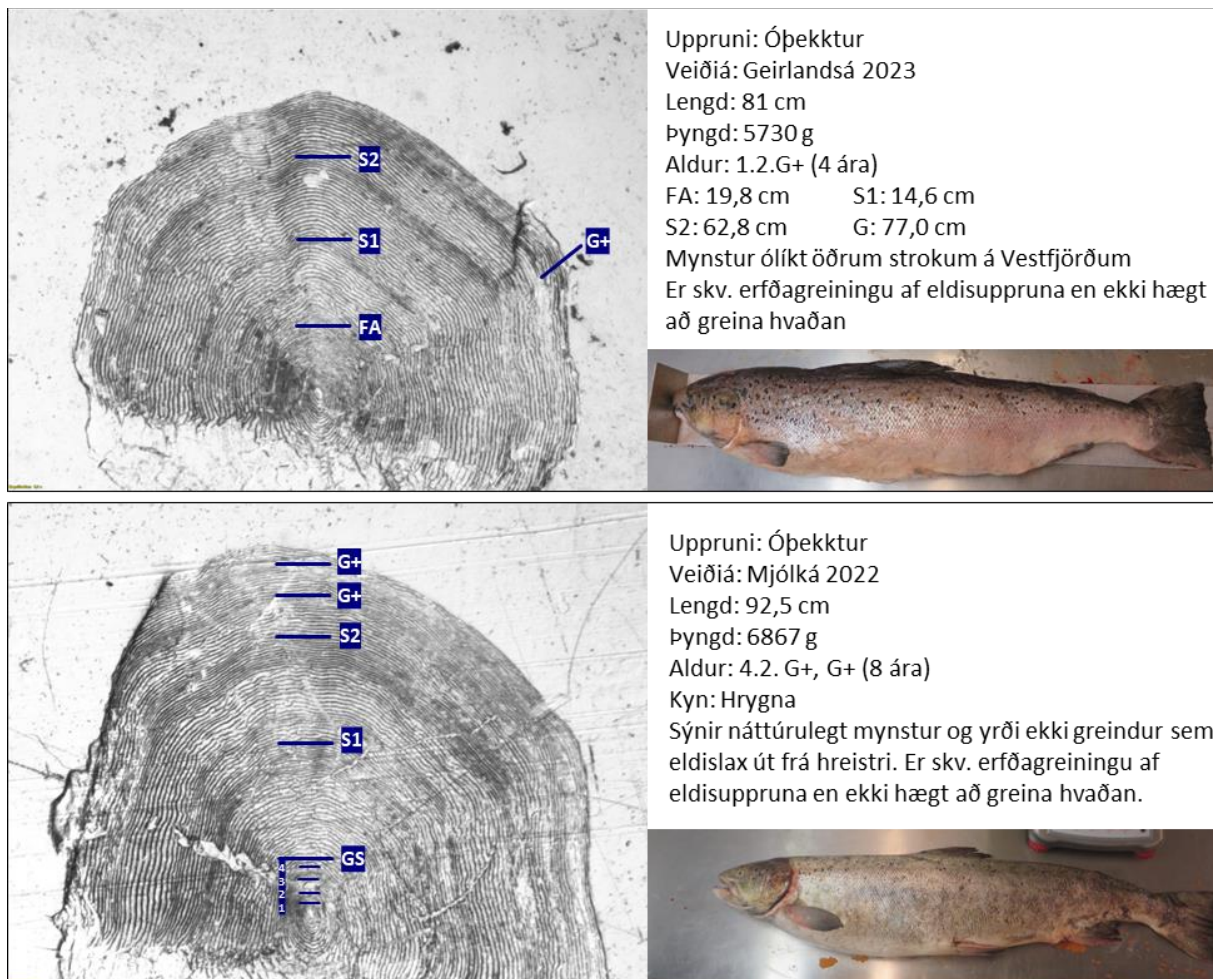 S2
S1
G+
FA
Uppruni: Óþekktur
Veiðiá: Geirlandsá 2023
Lengd: 81 cm
Þyngd: 5730 g
Aldur: 1.2.G+ (4 ára)
FA: 19,8 cm S1: 14,6 cm
S2: 62,8 cm G: 77,0 cm
Mynstur ólíkt öðrum strokum á Vestfjörðum
Er skv. erfðagreiningu af eldisuppruna en ekki hægt
að greina hvaðan
G+
G+
S2
S1
GS
4
3
2
1
Uppruni: Óþekktur
Veiðiá: Mjólká 2022
Lengd: 92,5 cm
Þyngd: 6867 g
Aldur: 4.2. G+, G+ (8 ára)
Kyn: Hrygna
Sýnir náttúrulegt mynstur og yrði ekki greindur sem
eldislax út frá hreistri. Er skv. erfðagreiningu af
eldisuppruna en ekki hægt að greina hvaðan.